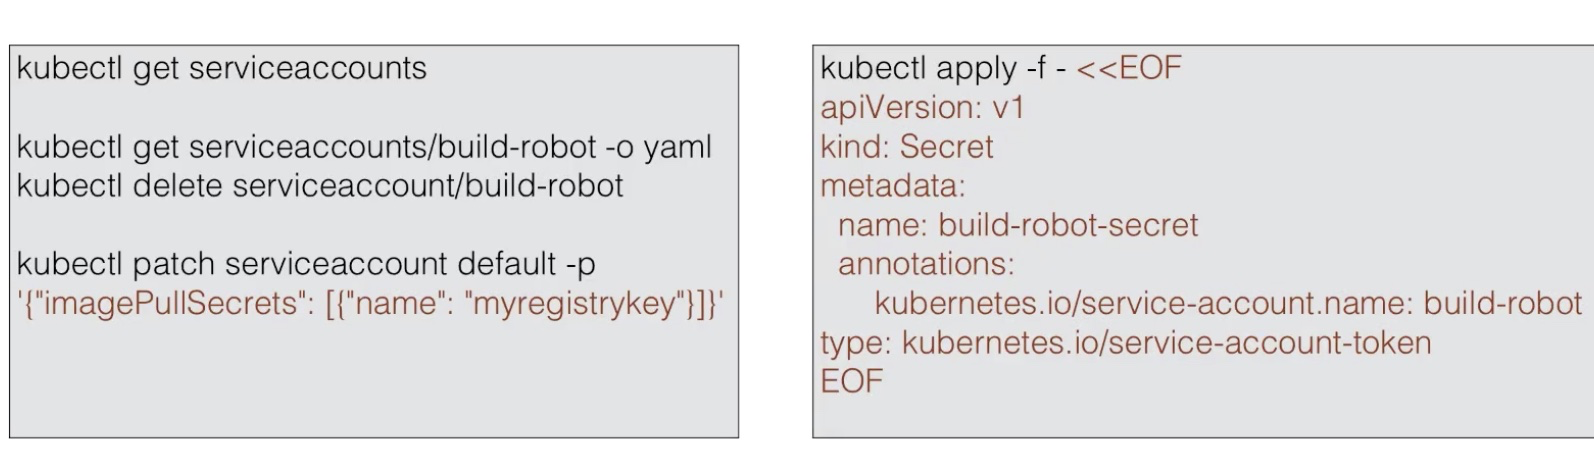 kubectl get serviceaccounts
kubectl get serviceaccounts/build-robot -o yaml
kubectl delete serviceaccount/build-robot
kubectl patch serviceaccount default -p
'{"imagePullSecrets": [{"name": "myregistrykey"}]}'
kubectl apply -f - <<EOF
apiVersion: v1
kind: Secret
metadata:
  name: build-robot-secret
  annotations:
    kubernetes.io/service-account.name: build-robot
type: kubernetes.io/service-account-token
EOF